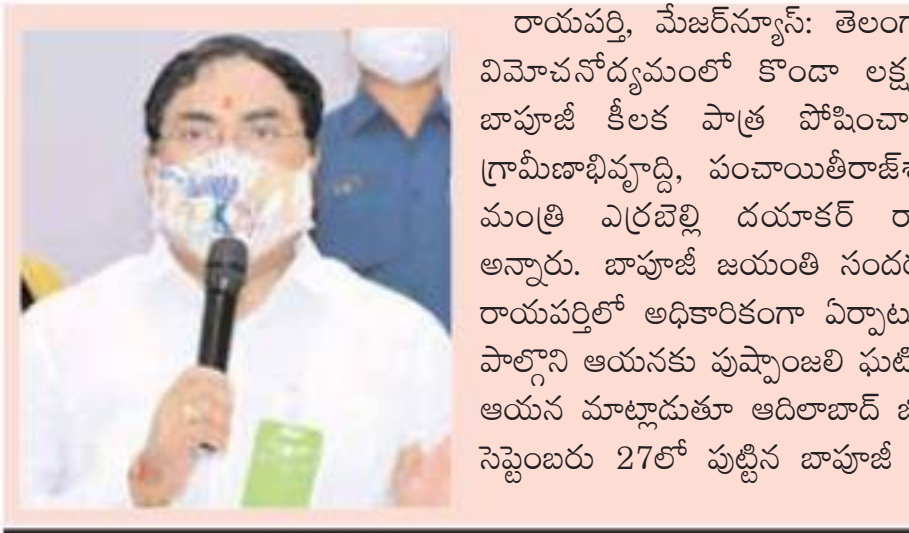 రాయపర్తి, మేజర్‌న్యూస్: తెలంగా
విమోచనోద్యమంలో కొండా లక్ష
బాపూజీ కీలక పాత్ర పోషించా
గ్రామీణాభివృద్ది, పంచాయితీరాజ్‌శ
మంత్రి ఎర్రబెల్లి దయాకర్ రా
అన్నారు. బాపూజీ జయంతి సందర
రాయపర్తిలో అధికారికంగా ఏర్పాటు
పాల్గొని ఆయనకు పుష్పాంజలి ఘటి
ఆయన మాట్లాడుతూ ఆదిలాబాద్ జి
సెప్టెంబరు 27లో పుట్టిన బాపూజీ